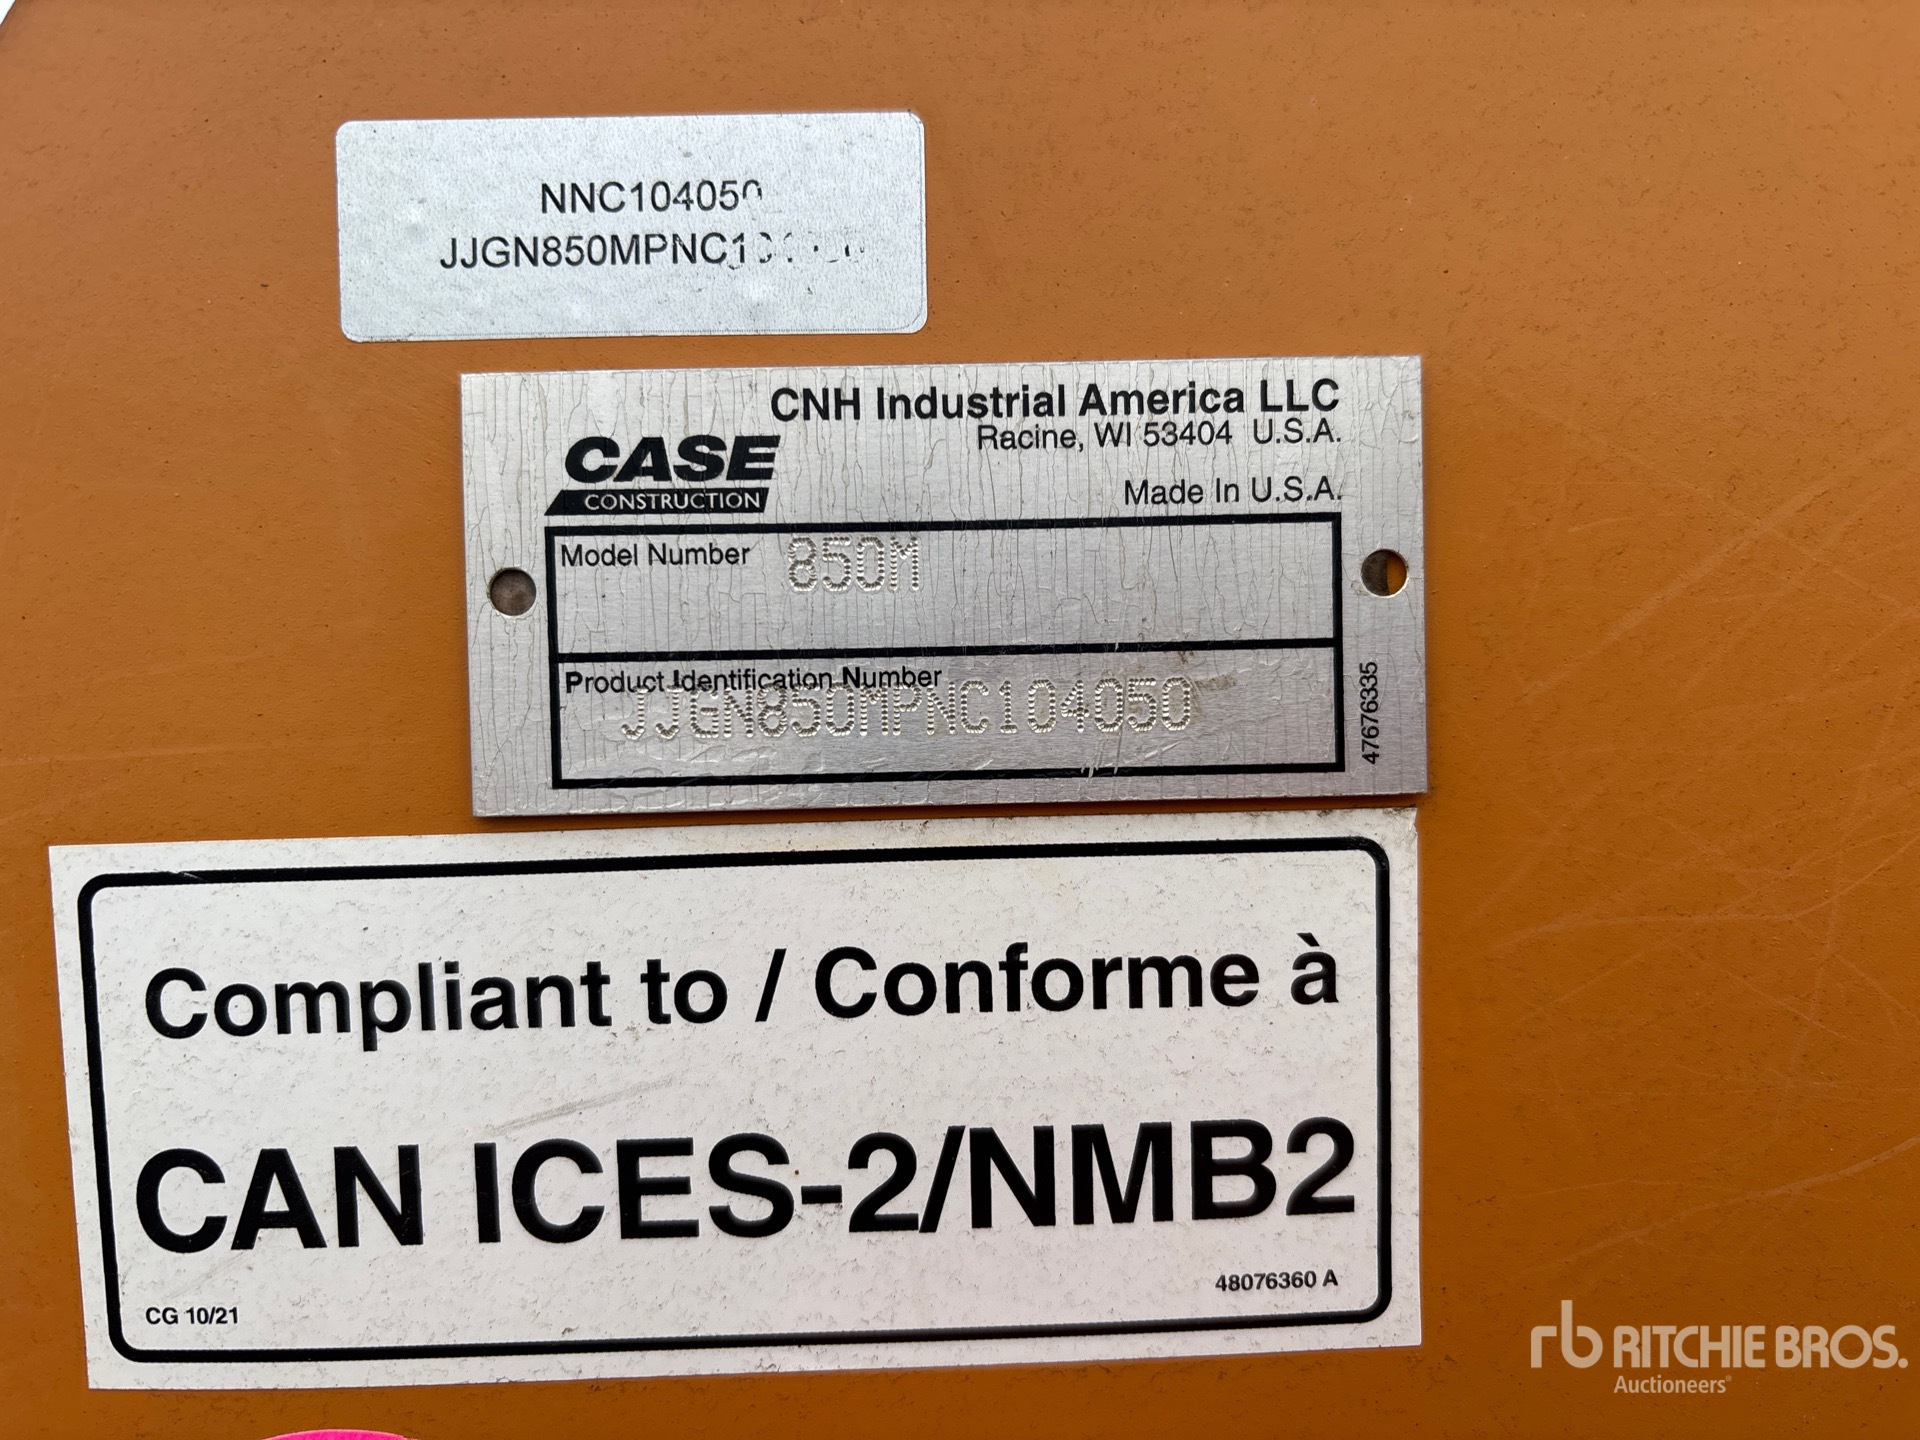 NNC104050
JJGN850MPNC1
CNH Industrial America LLC
Racine, WI 53404 U.S.A.
CASE
CONSTRUCTION
Made In U.S.A.
Model Number 850M
Product Identification Number
JJGN850MPNC104050
47676335
Compliant to / Conforme à
CAN ICES-2/NMB2
48076360 A
CG 10/21
rb RITCHIE BROS.
Auctioneers